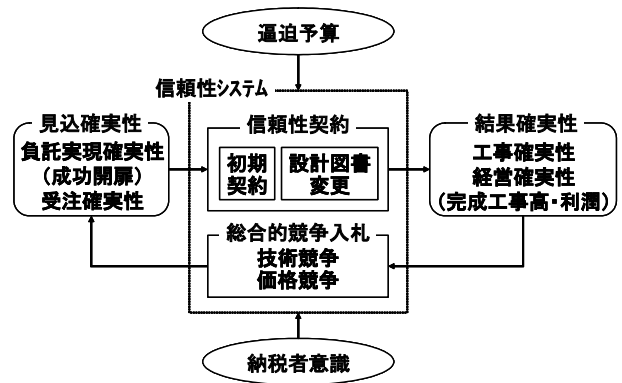 逼迫予算
信頼性システム
見込確実性
負託実現確実性
(成功開扉)
受注確実性
信頼性契約
初期
契約
設計図書
変更
結果確実性
工事確実性
経営確実性
(完成工事高・利潤)
総合的競争入札
技術競争
価格競争
納税者意識